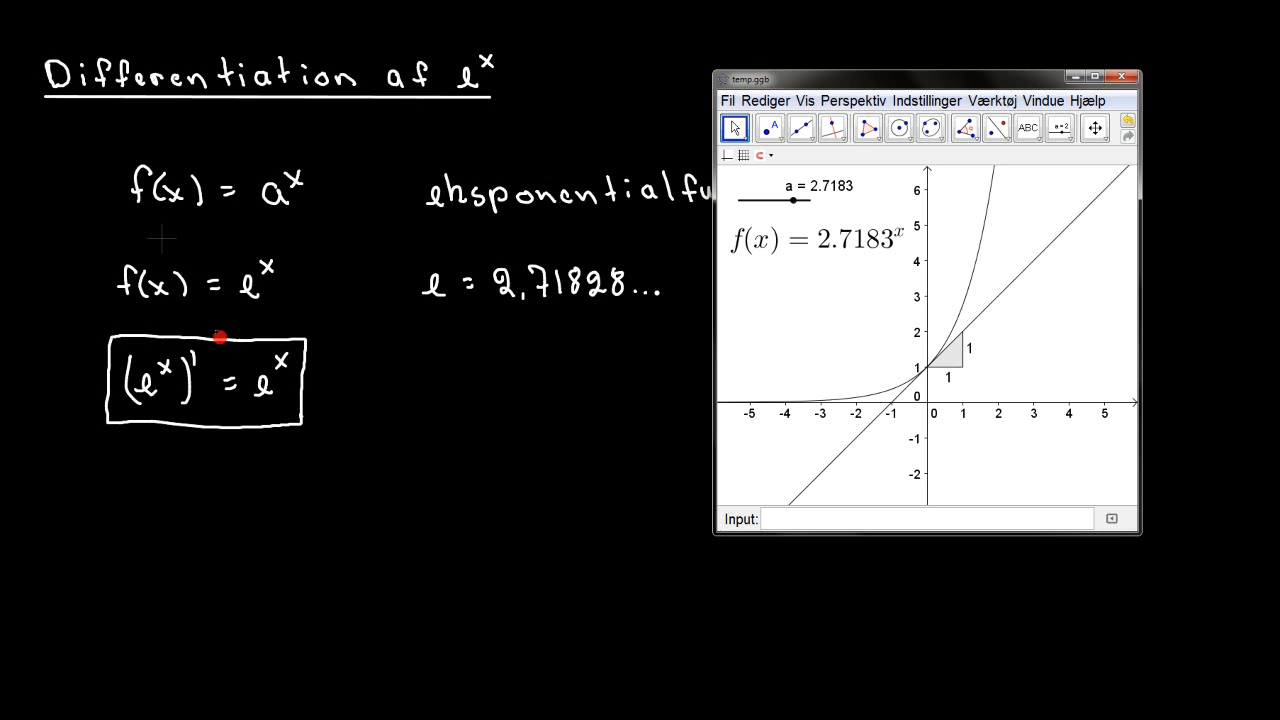 Differentiation af e^x
f(x) = a^x
eksponentialfu
f(x) = e^x
e = 2,71828...
(e^x)' = e^x
temp.ggb
Fil Rediger Vis Perspektiv Indstillinger Værktøj Vindue Hjælp
A ABC a=2
a = 2.7183
f(x) = 2.7183^x
6
5
4
3
2
1
0
-1
-2
-5 -4 -3 -2 -1 0 1 2 3 4 5
1
1
Input: